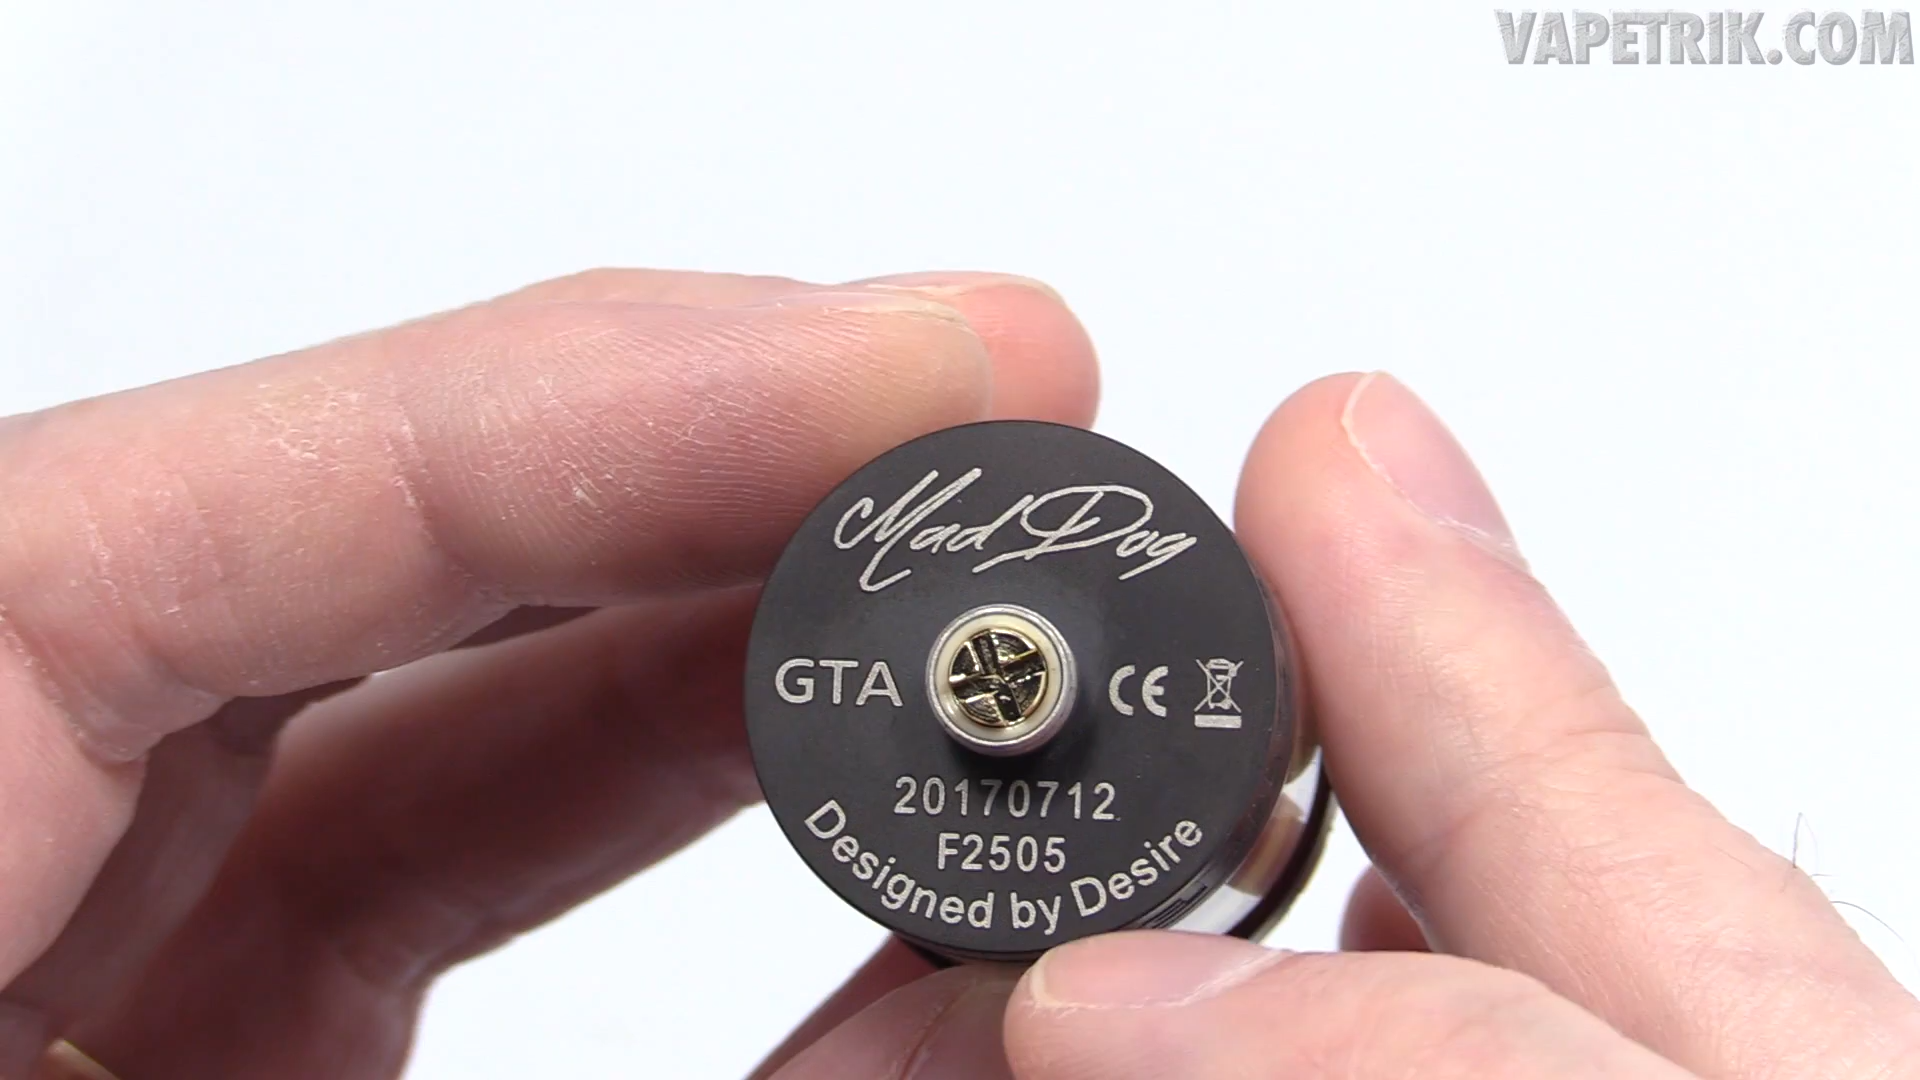 VAPETRIK.COM
Mad Dog
GTA CE
20170712
F2505
Designed by Desire